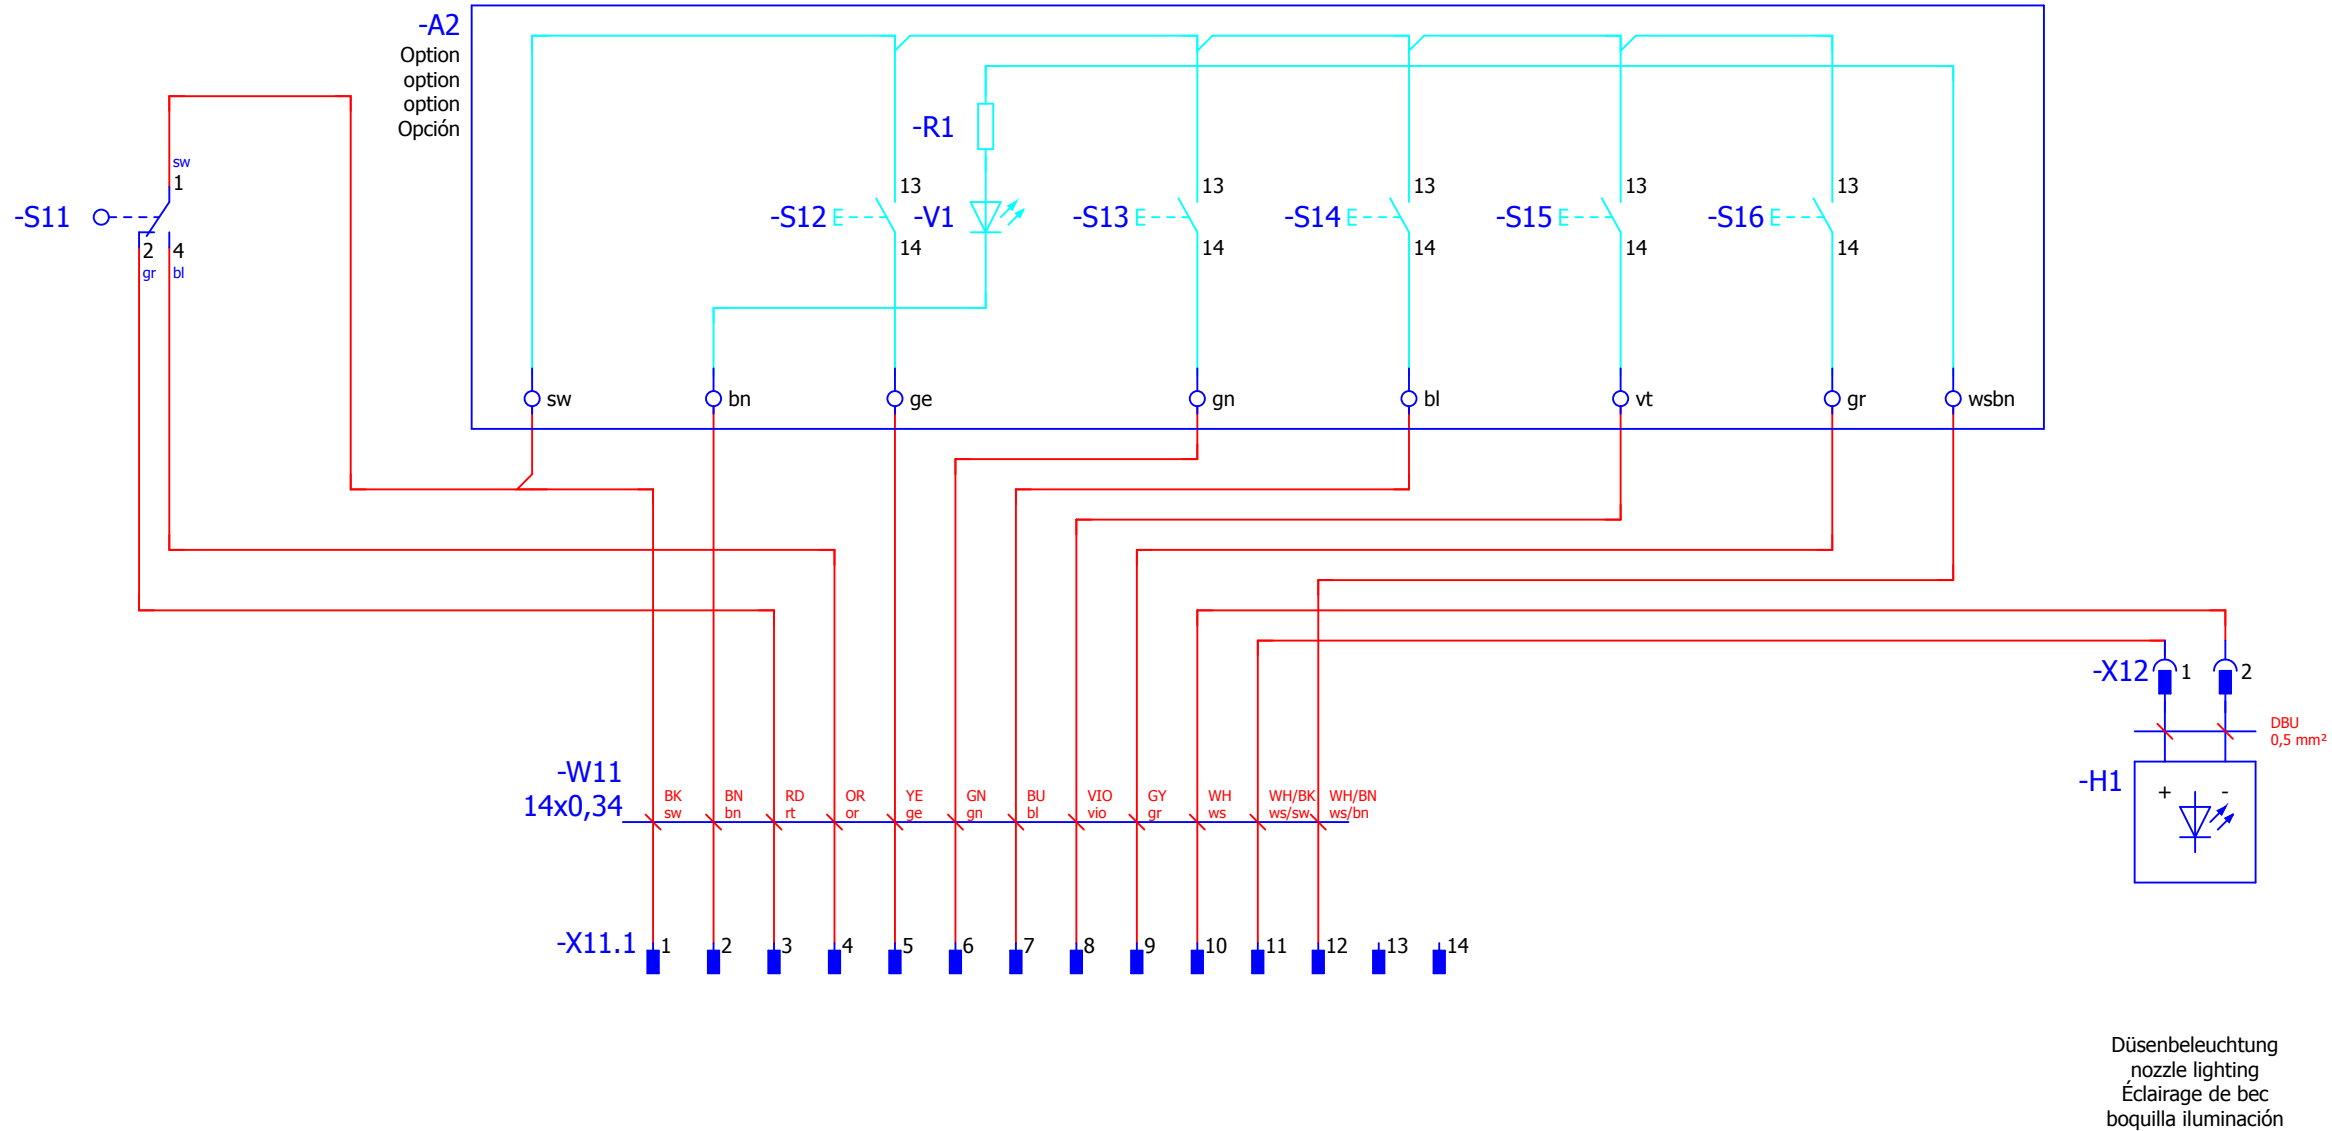 -A2
Option
option
option
Opción
-R1
sw
1
-S11
2
4
gr
bl
13
-S12
E
14
-V1
13
-S13
E
14
13
-S14
E
14
13
-S15
E
14
13
-S16
E
14
sw
bn
ge
gn
bl
vt
gr
wsbn
-X12
1
2
DBU
0,5 mm²
-H1
+
-
-W11
14x0,34
BK
sw
BN
bn
RD
rt
OR
or
YE
ge
GN
gn
BU
bl
VIO
vio
GY
gr
WH
ws
WH/BK
ws/sw
WH/BN
ws/bn
-X11.1
1
2
3
4
5
6
7
8
9
10
11
12
13
14
Düsenbeleuchtung
nozzle lighting
Éclairage de bec
boquilla iluminación